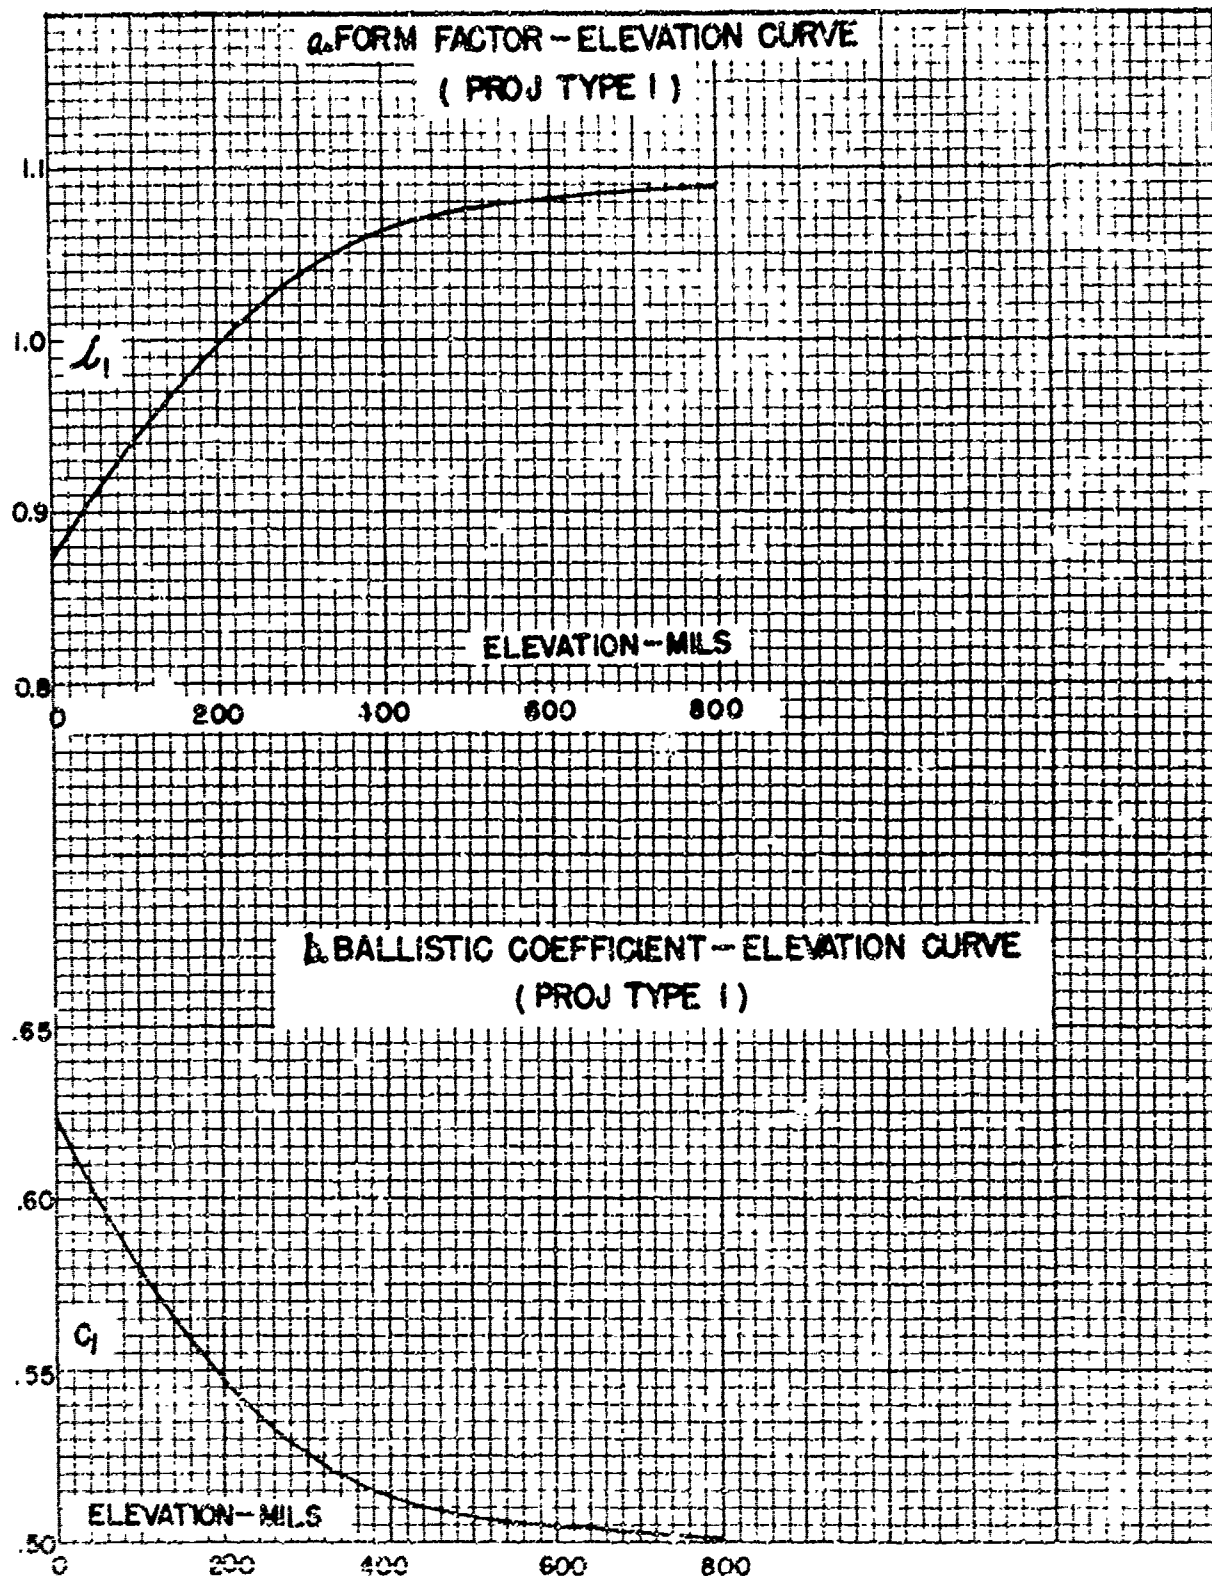 a. FORM FACTOR - ELEVATION CURVE
( PROJ TYPE 1 )
1.1
1.0
i1
0.9
ELEVATION - MILS
0.8
0 200 400 600 800
b. BALLISTIC COEFFICIENT - ELEVATION CURVE
( PROJ TYPE 1 )
.65
.60
C1
.55
ELEVATION - MILS
.50
0 200 400 600 800